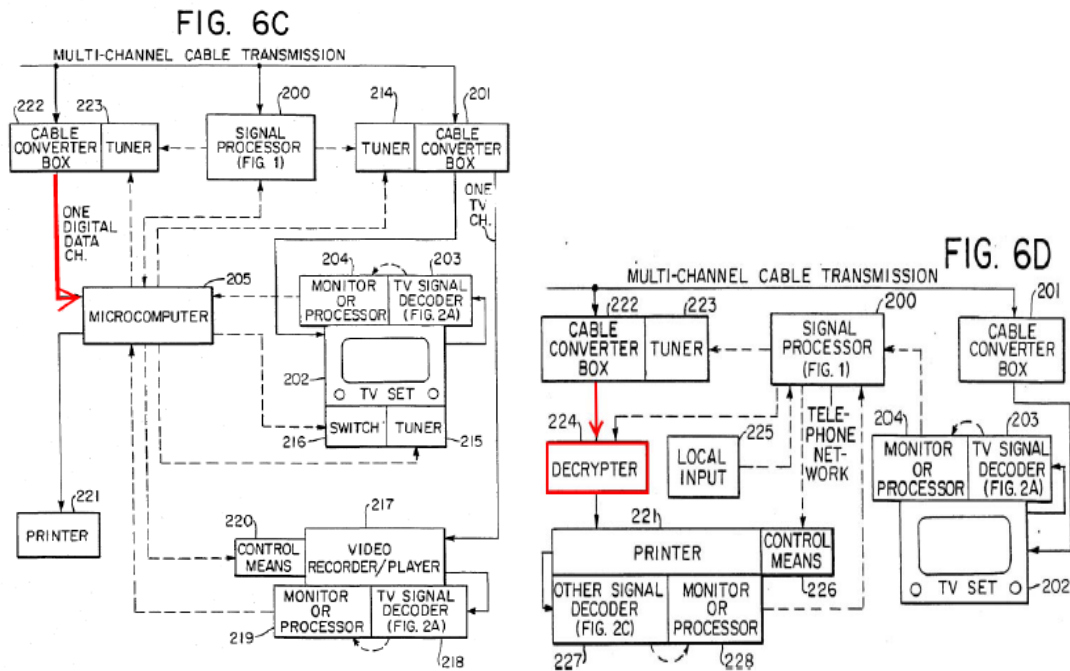 FIG. 6C
MULTI-CHANNEL CABLE TRANSMISSION
222
223
200
214
201
CABLE
CONVERTER
BOX
TUNER
SIGNAL
PROCESSOR
(FIG. 1)
TUNER
CABLE
CONVERTER
BOX
ONE
DIGITAL
DATA
CH.
ONE
TV
CH.
205
MICROCOMPUTER
204
203
MONITOR
OR
PROCESSOR
TV SIGNAL
DECODER
(FIG. 2A)
202
TV SET
SWITCH
TUNER
216
215
221
PRINTER
217
220
CONTROL
MEANS
VIDEO
RECORDER/PLAYER
MONITOR
OR
PROCESSOR
TV SIGNAL
DECODER
(FIG. 2A)
219
218
FIG. 6D
MULTI-CHANNEL CABLE TRANSMISSION
222
223
200
201
CABLE
CONVERTER
BOX
TUNER
SIGNAL
PROCESSOR
(FIG. 1)
CABLE
CONVERTER
BOX
224
DECRYPTER
225
LOCAL
INPUT
TELE-
PHONE
NET-
WORK
204
203
MONITOR
OR
PROCESSOR
TV SIGNAL
DECODER
(FIG. 2A)
TV SET
202
221
PRINTER
CONTROL
MEANS
226
OTHER SIGNAL
DECODER
(FIG. 2C)
MONITOR
OR
PROCESSOR
227
228